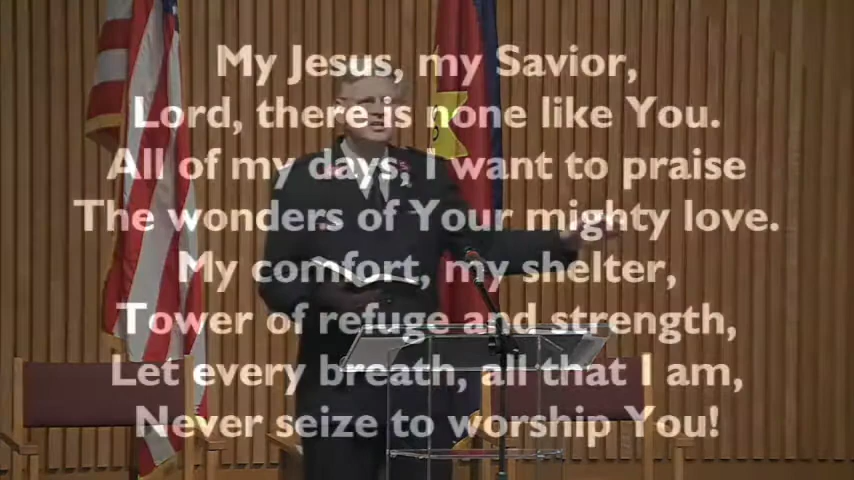 My Jesus, my Savior,
Lord, there is none like You.
All of my days, I want to praise
The wonders of Your mighty love.
My comfort, my shelter,
Tower of refuge and strength,
Let every breath, all that I am,
Never seize to worship You!